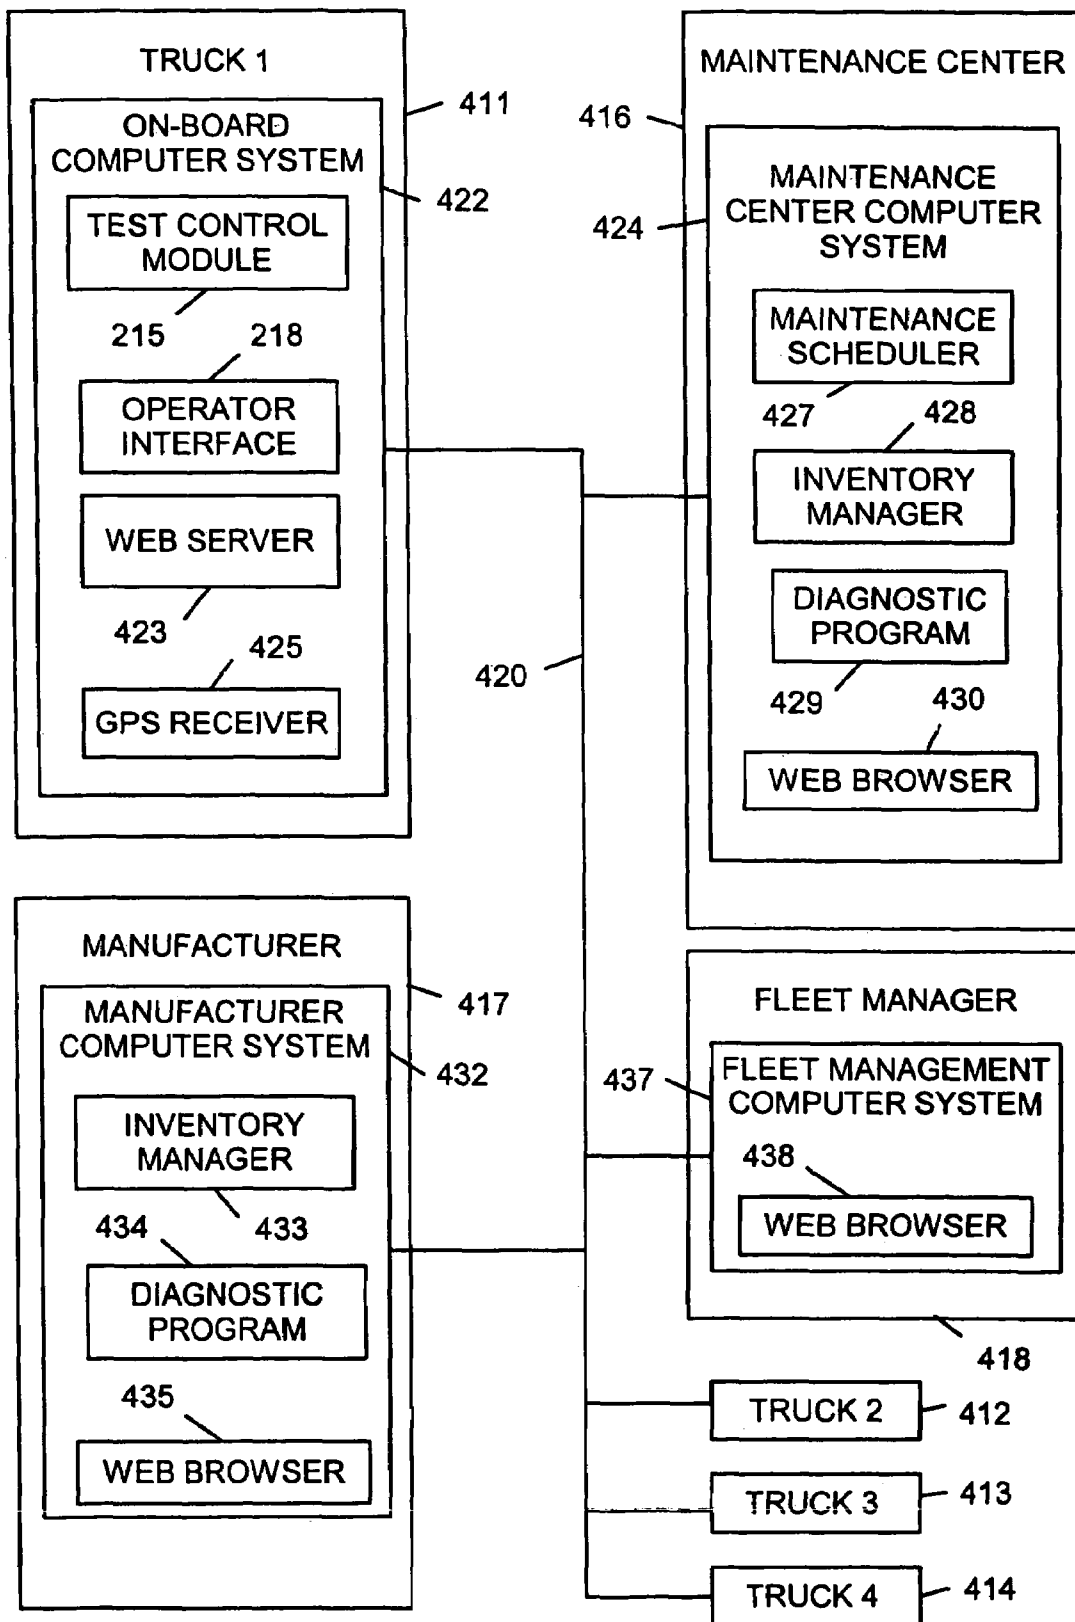 TRUCK 1
411
ON-BOARD
COMPUTER SYSTEM
422
TEST CONTROL
MODULE
215
218
OPERATOR
INTERFACE
WEB SERVER
423
425
GPS RECEIVER
MAINTENANCE CENTER
416
424
MAINTENANCE
CENTER COMPUTER
SYSTEM
MAINTENANCE
SCHEDULER
427
428
INVENTORY
MANAGER
DIAGNOSTIC
PROGRAM
429
430
WEB BROWSER
420
MANUFACTURER
417
MANUFACTURER
COMPUTER SYSTEM
432
INVENTORY
MANAGER
434
433
DIAGNOSTIC
PROGRAM
435
WEB BROWSER
FLEET MANAGER
437
FLEET MANAGEMENT
COMPUTER SYSTEM
438
WEB BROWSER
418
TRUCK 2
412
TRUCK 3
413
TRUCK 4
414